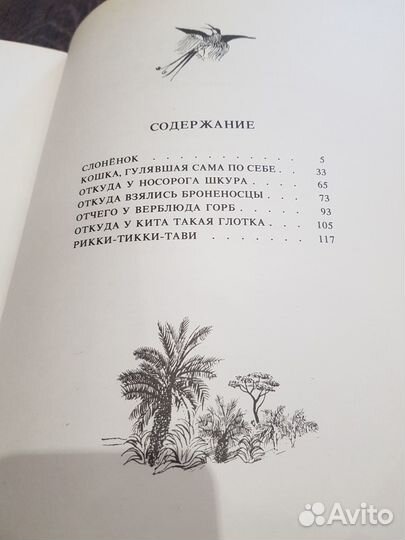 СОДЕРЖАНИЕ
СЛОНЁНОК . . . . . . . . . . . 5
КОШКА, ГУЛЯВШАЯ САМА ПО СЕБЕ . . 33
ОТКУДА У НОСОРОГА ШКУРА . . . . 65
ОТКУДА ВЗЯЛИСЬ БРОНЕНОСЦЫ . . . 73
ОТЧЕГО У ВЕРБЛЮДА ГОРБ . . . . . 93
ОТКУДА У КИТА ТАКАЯ ГЛОТКА . . . 105
РИККИ-ТИККИ-ТАВИ . . . . . . . . 117
Avito